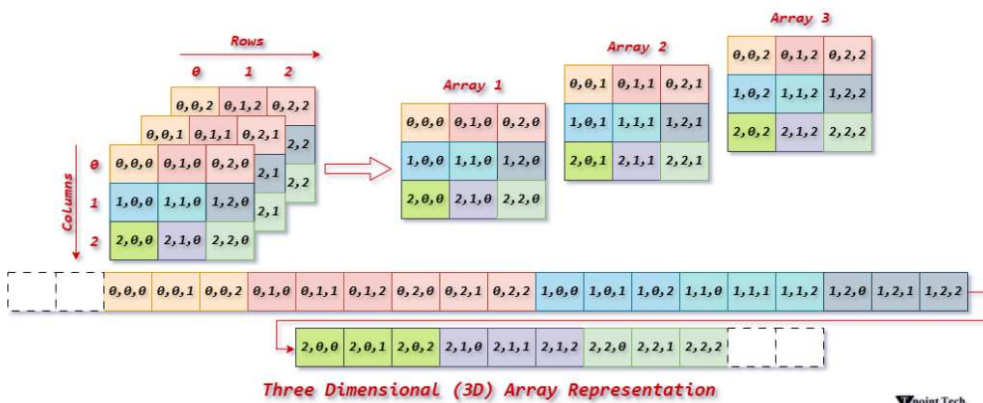 Rows
0 1 2
Columns
0
1
2
0,0,2 0,1,2 0,2,2
2,2
2,2
0,0,1 0,1,1 0,2,1
2,1
2,1
0,0,0 0,1,0 0,2,0
1,0,0 1,1,0 1,2,0
2,0,0 2,1,0 2,2,0
Array 1
0,0,0 0,1,0 0,2,0
1,0,0 1,1,0 1,2,0
2,0,0 2,1,0 2,2,0
Array 2
0,0,1 0,1,1 0,2,1
1,0,1 1,1,1 1,2,1
2,0,1 2,1,1 2,2,1
Array 3
0,0,2 0,1,2 0,2,2
1,0,2 1,1,2 1,2,2
2,0,2 2,1,2 2,2,2
0,0,0 0,0,1 0,0,2 0,1,0 0,1,1 0,1,2 0,2,0 0,2,1 0,2,2 1,0,0 1,0,1 1,0,2 1,1,0 1,1,1 1,1,2 1,2,0 1,2,1 1,2,2
2,0,0 2,0,1 2,0,2 2,1,0 2,1,1 2,1,2 2,2,0 2,2,1 2,2,2
Three Dimensional (3D) Array Representation
Tpoint Tech